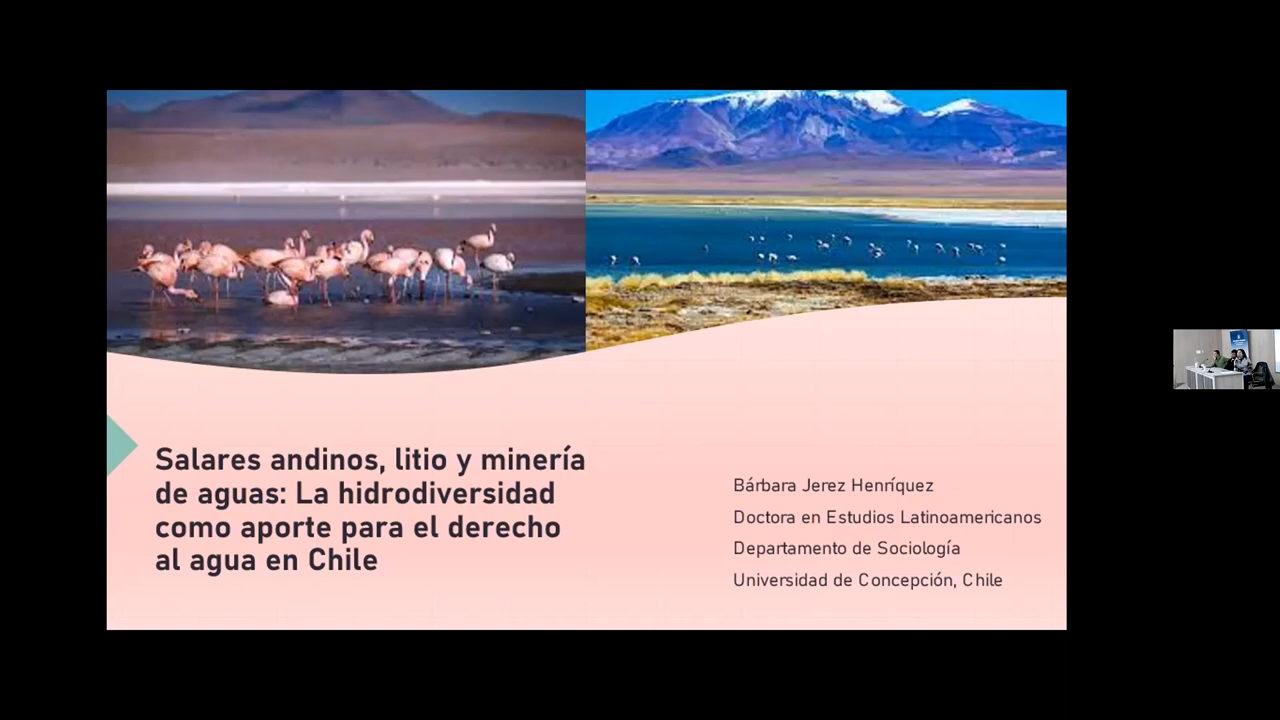 Salares andinos, litio y minería
de aguas: La hidrodiversidad
como aporte para el derecho
al agua en Chile
Bárbara Jerez Henríquez
Doctora en Estudios Latinoamericanos
Departamento de Sociología
Universidad de Concepción, Chile